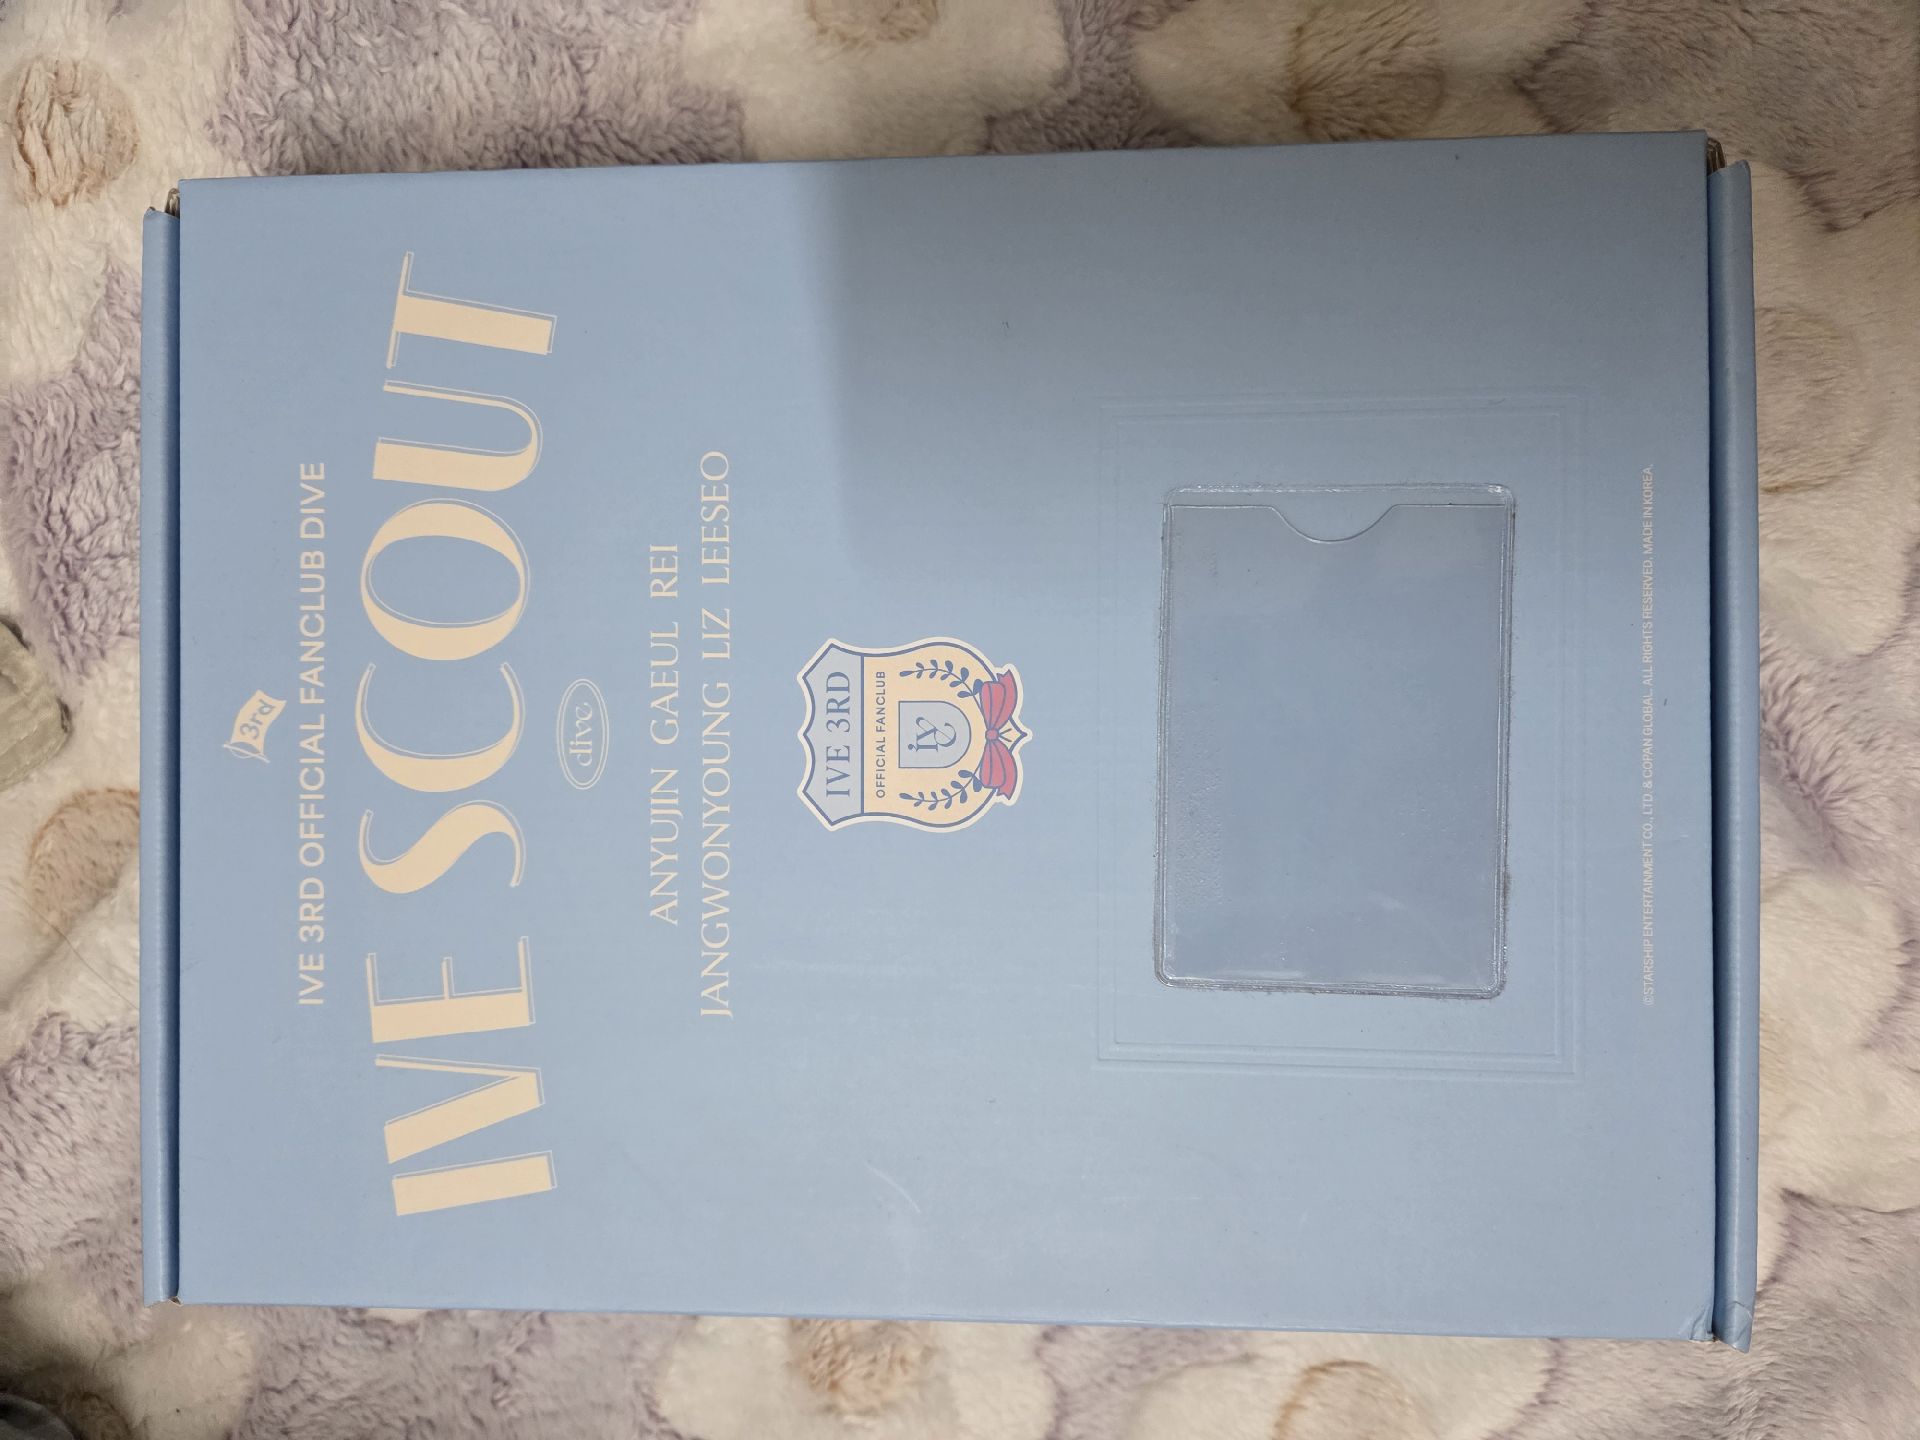 3rd
IVE 3RD OFFICIAL FANCLUB DIVE
IVE SCOUT
dive
ANYUJIN GAEUL REI
JANGWONYOUNG LIZ LEESEO
IVE 3RD
OFFICIAL FANCLUB
IV
©STARSHIP ENTERTAINMENT CO., LTD. & COPAN GLOBAL. ALL RIGHTS RESERVED. MADE IN KOREA.